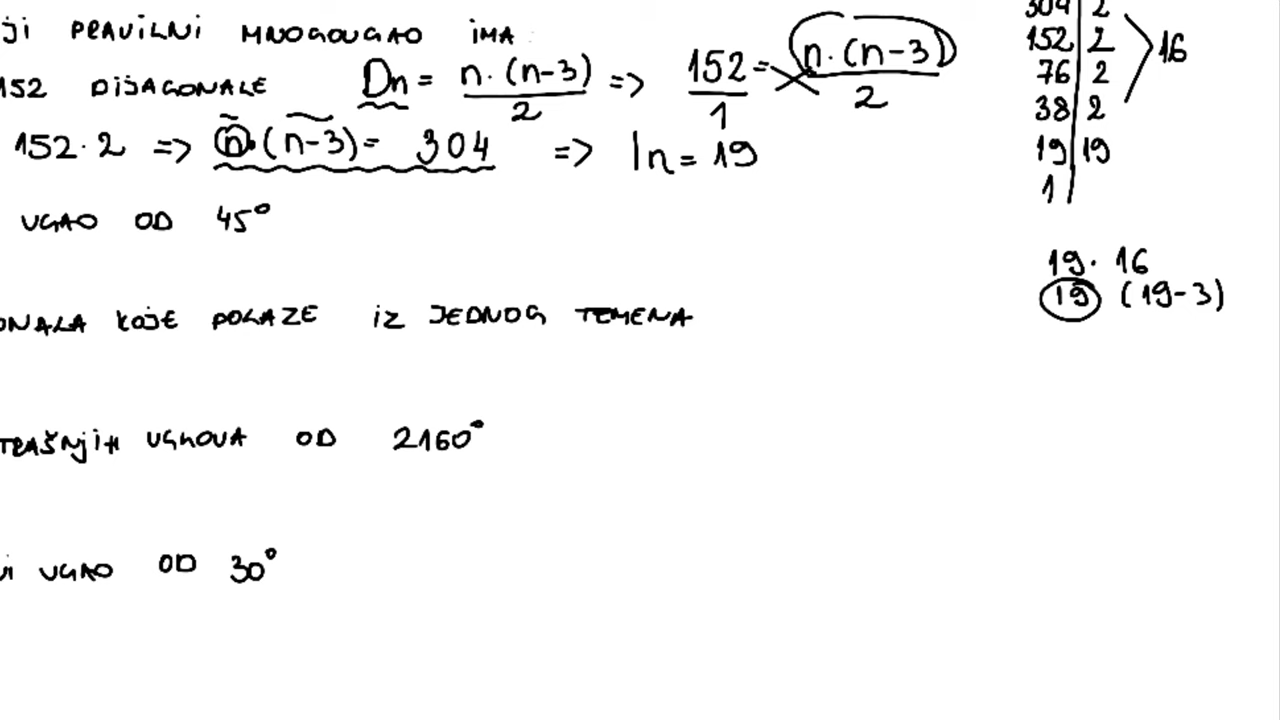 ji PRAVILNI MNOGOUGAO IMA
152 DIJAGONALE Dn = n·(n-3)/2 => 152/1 = n·(n-3)/2
152·2 => n·(n-3) = 304 => n = 19
UGAO OD 45°
ONALA KOJE POLAZE IZ JEDNOG TEMENA
TRAŠNJIH UGLOVA OD 2160°
UGAO OD 30°
304 | 2
152 | 2
76 | 2
38 | 2
19 | 19
1 |
16
19 · 16
19 (19-3)